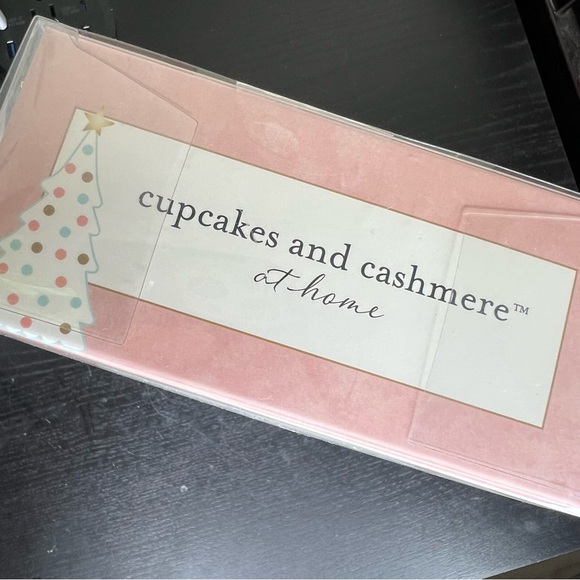 cupcakes and cashmere™
at home